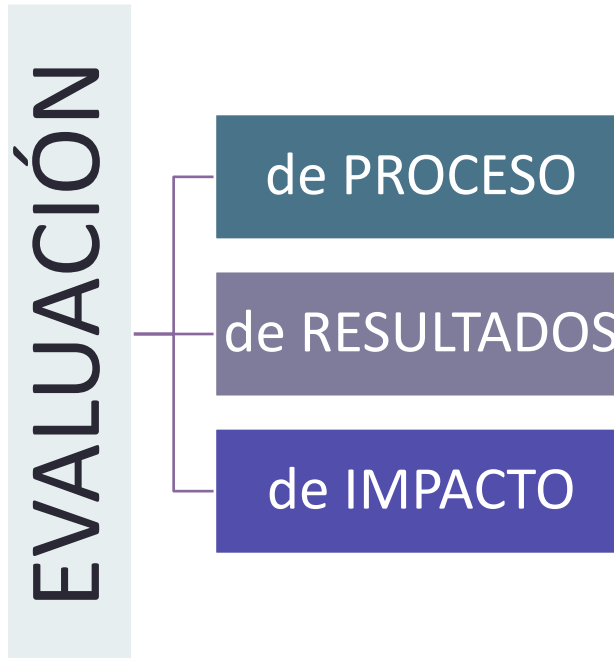 EVALUACIÓN
de PROCESO
de RESULTADOS
de IMPACTO